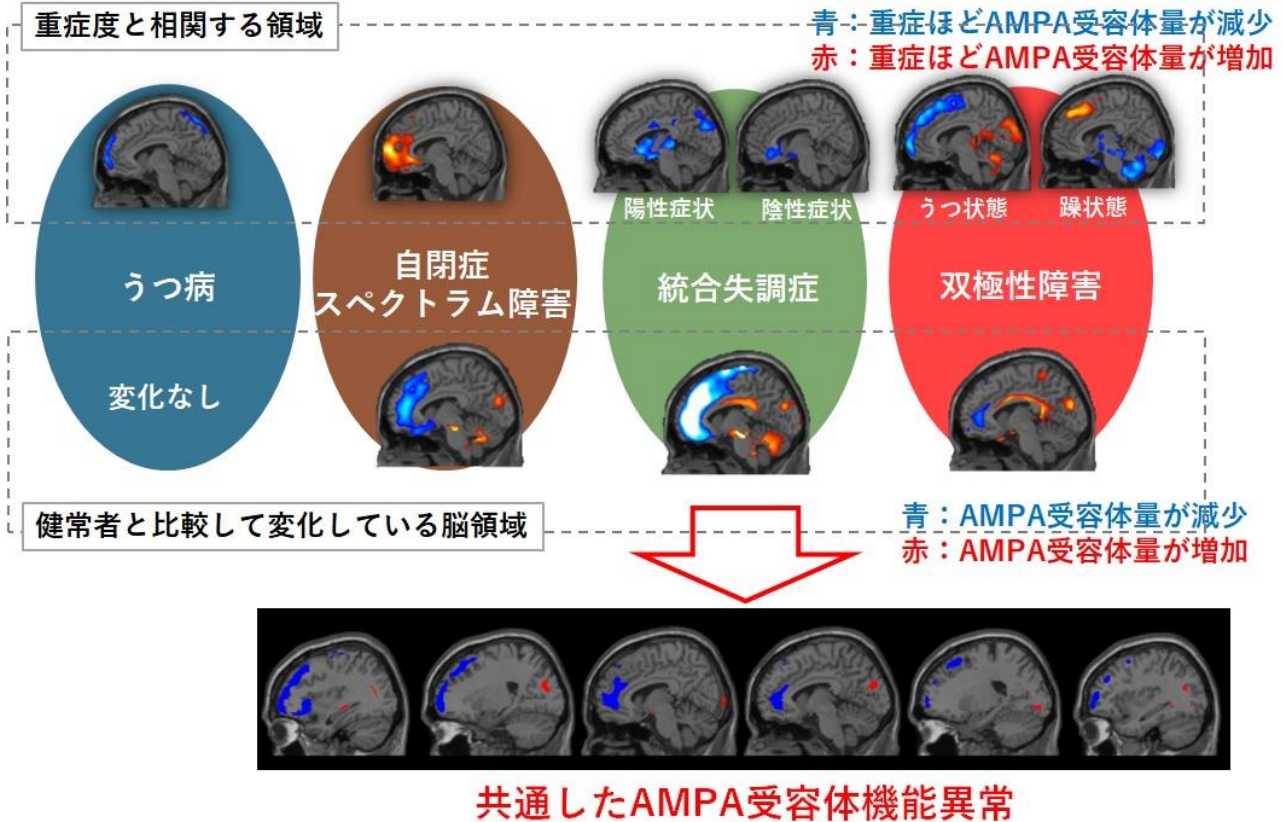 重症度と相関する領域
青：重症ほどAMPA受容体量が減少
赤：重症ほどAMPA受容体量が増加
陽性症状
陰性症状
うつ状態
躁状態
うつ病
自閉症
スペクトラム障害
統合失調症
双極性障害
変化なし
健常者と比較して変化している脳領域
青：AMPA受容体量が減少
赤：AMPA受容体量が増加
共通したAMPA受容体機能異常